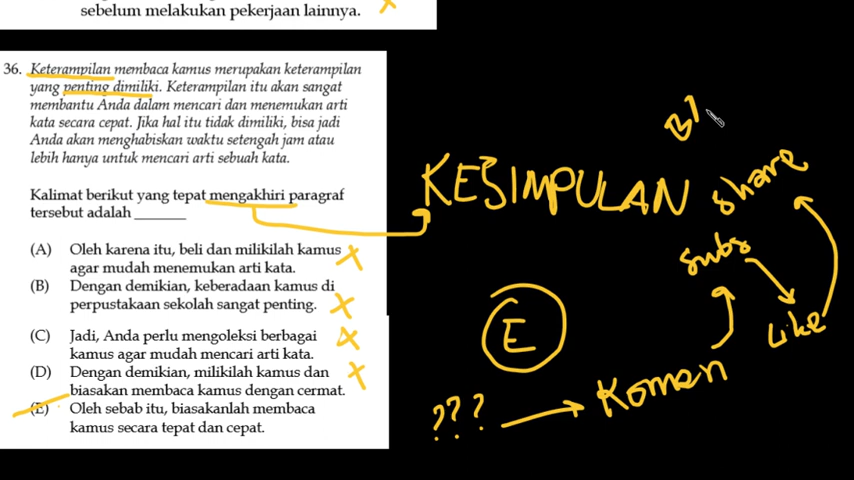 sebelum melakukan pekerjaan lainnya.
36. Keterampilan membaca kamus merupakan keterampilan
yang penting dimiliki. Keterampilan itu akan sangat
membantu Anda dalam mencari dan menemukan arti
kata secara cepat. Jika hal itu tidak dimiliki, bisa jadi
Anda akan menghabiskan waktu setengah jam atau
lebih hanya untuk mencari arti sebuah kata.
Kalimat berikut yang tepat mengakhiri paragraf
tersebut adalah ______
(A) Oleh karena itu, beli dan milikilah kamus
agar mudah menemukan arti kata.
(B) Dengan demikian, keberadaan kamus di
perpustakaan sekolah sangat penting.
(C) Jadi, Anda perlu mengoleksi berbagai
kamus agar mudah mencari arti kata.
(D) Dengan demikian, milikilah kamus dan
biasakan membaca kamus dengan cermat.
(E) Oleh sebab itu, biasakanlah membaca
kamus secara tepat dan cepat.
KESIMPULAN
share
subs
Like
E
??? Komen